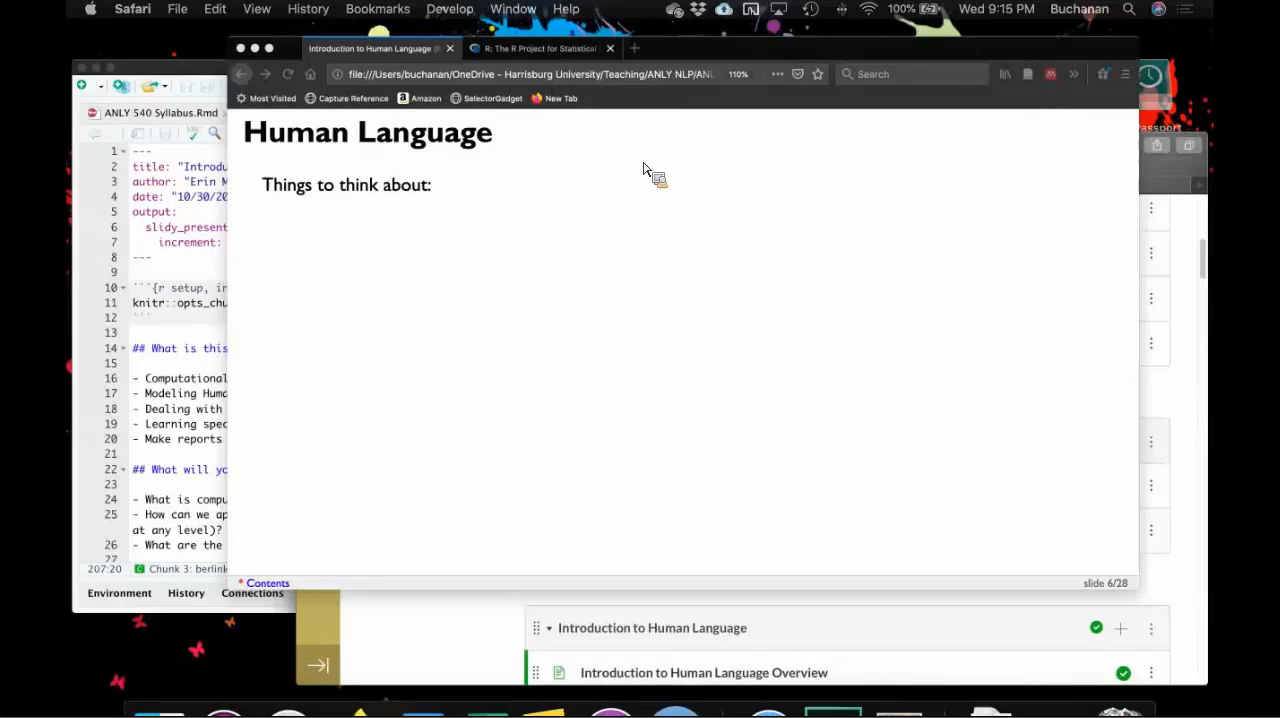 Safari File Edit View History Bookmarks Develop Window Help 100% Wed 9:15 PM Buchanan
Introduction to Human Language | R: The R Project for Statistical
file:///Users/buchanan/OneDrive - Harrisburg University/Teaching/ANLY NLP/ANL 110% Search
Most Visited Capture Reference Amazon SelectorGadget New Tab
Human Language
Things to think about:
* Contents
slide 6/28
ANLY 540 Syllabus.Rmd
1 ---
2 title: "Introdu
3 author: "Erin M
4 date: "10/30/20
5 output:
6 slidy_present
7 increment:
8 ---
9
10 ```{r setup, in
11 knitr::opts_chu
12 ```
13
14 ## What is this
15
16 - Computational
17 - Modeling Huma
18 - Dealing with
19 - Learning spec
20 - Make reports
21
22 ## What will yo
23
24 - What is compu
25 - How can we ap
at any level)?
26 - What are the
27
207:20 Chunk 3: berlink
Environment History Connections
assport
Introduction to Human Language
Introduction to Human Language Overview